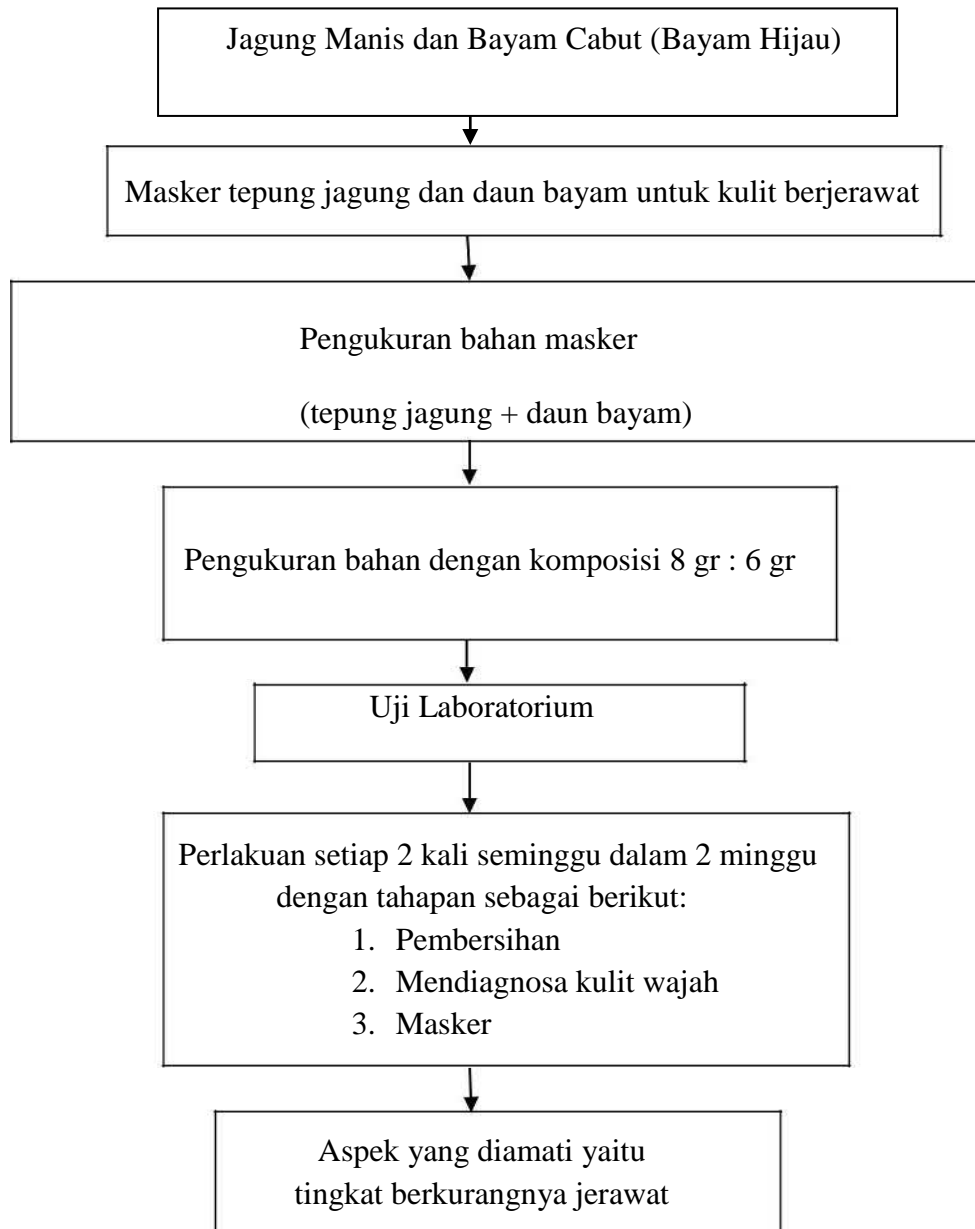 Jagung Manis dan Bayam Cabut (Bayam Hijau)
Masker tepung jagung dan daun bayam untuk kulit berjerawat
Pengukuran bahan masker
(tepung jagung + daun bayam)
Pengukuran bahan dengan komposisi 8 gr : 6 gr
Uji Laboratorium
Perlakuan setiap 2 kali seminggu dalam 2 minggu
dengan tahapan sebagai berikut:
1. Pembersihan
2. Mendiagnosa kulit wajah
3. Masker
Aspek yang diamati yaitu
tingkat berkurangnya jerawat